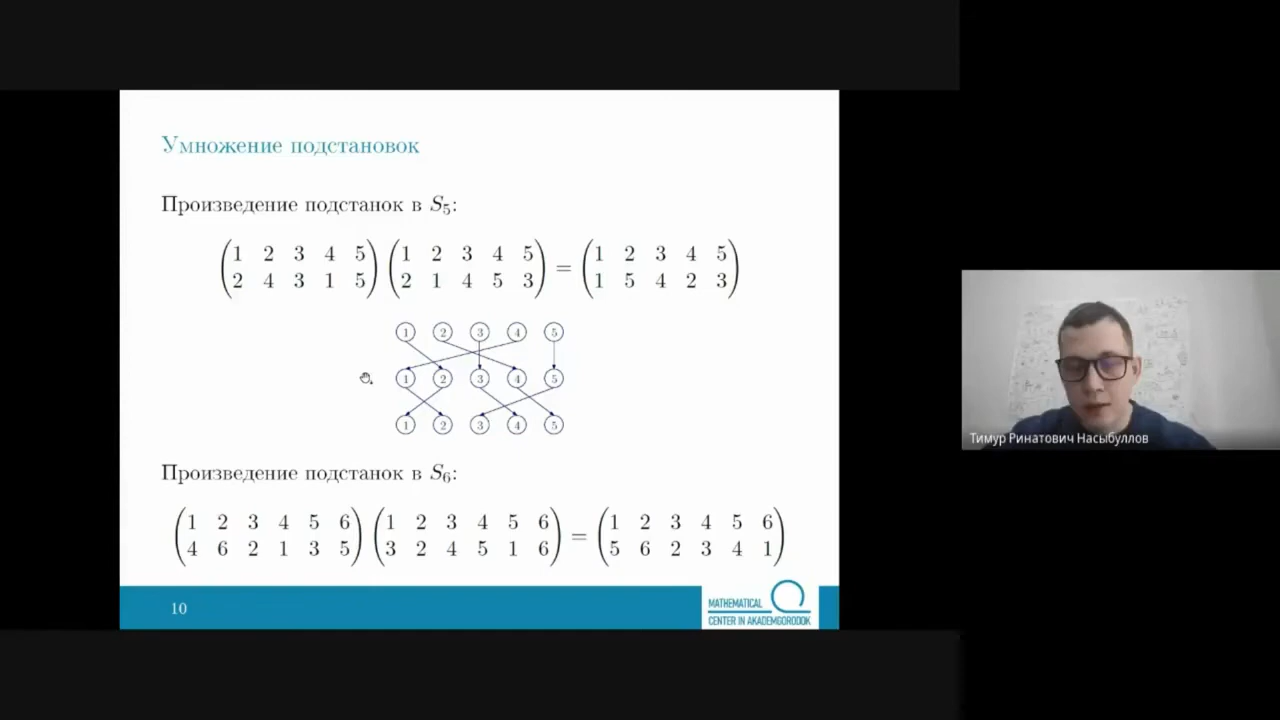 Умножение подстановок
Произведение подстанок в S₅:
(1 2 3 4 5) (1 2 3 4 5) = (1 2 3 4 5)
(2 4 3 1 5) (2 1 4 5 3) (1 5 4 2 3)
1 2 3 4 5
1 2 3 4 5
1 2 3 4 5
Произведение подстанок в S₆:
(1 2 3 4 5 6) (1 2 3 4 5 6) = (1 2 3 4 5 6)
(4 6 2 1 3 5) (3 2 4 5 1 6) (5 6 2 3 4 1)
10
MATHEMATICAL
CENTER IN AKADEMGORODOK
Тимур Ринатович Насыбуллов